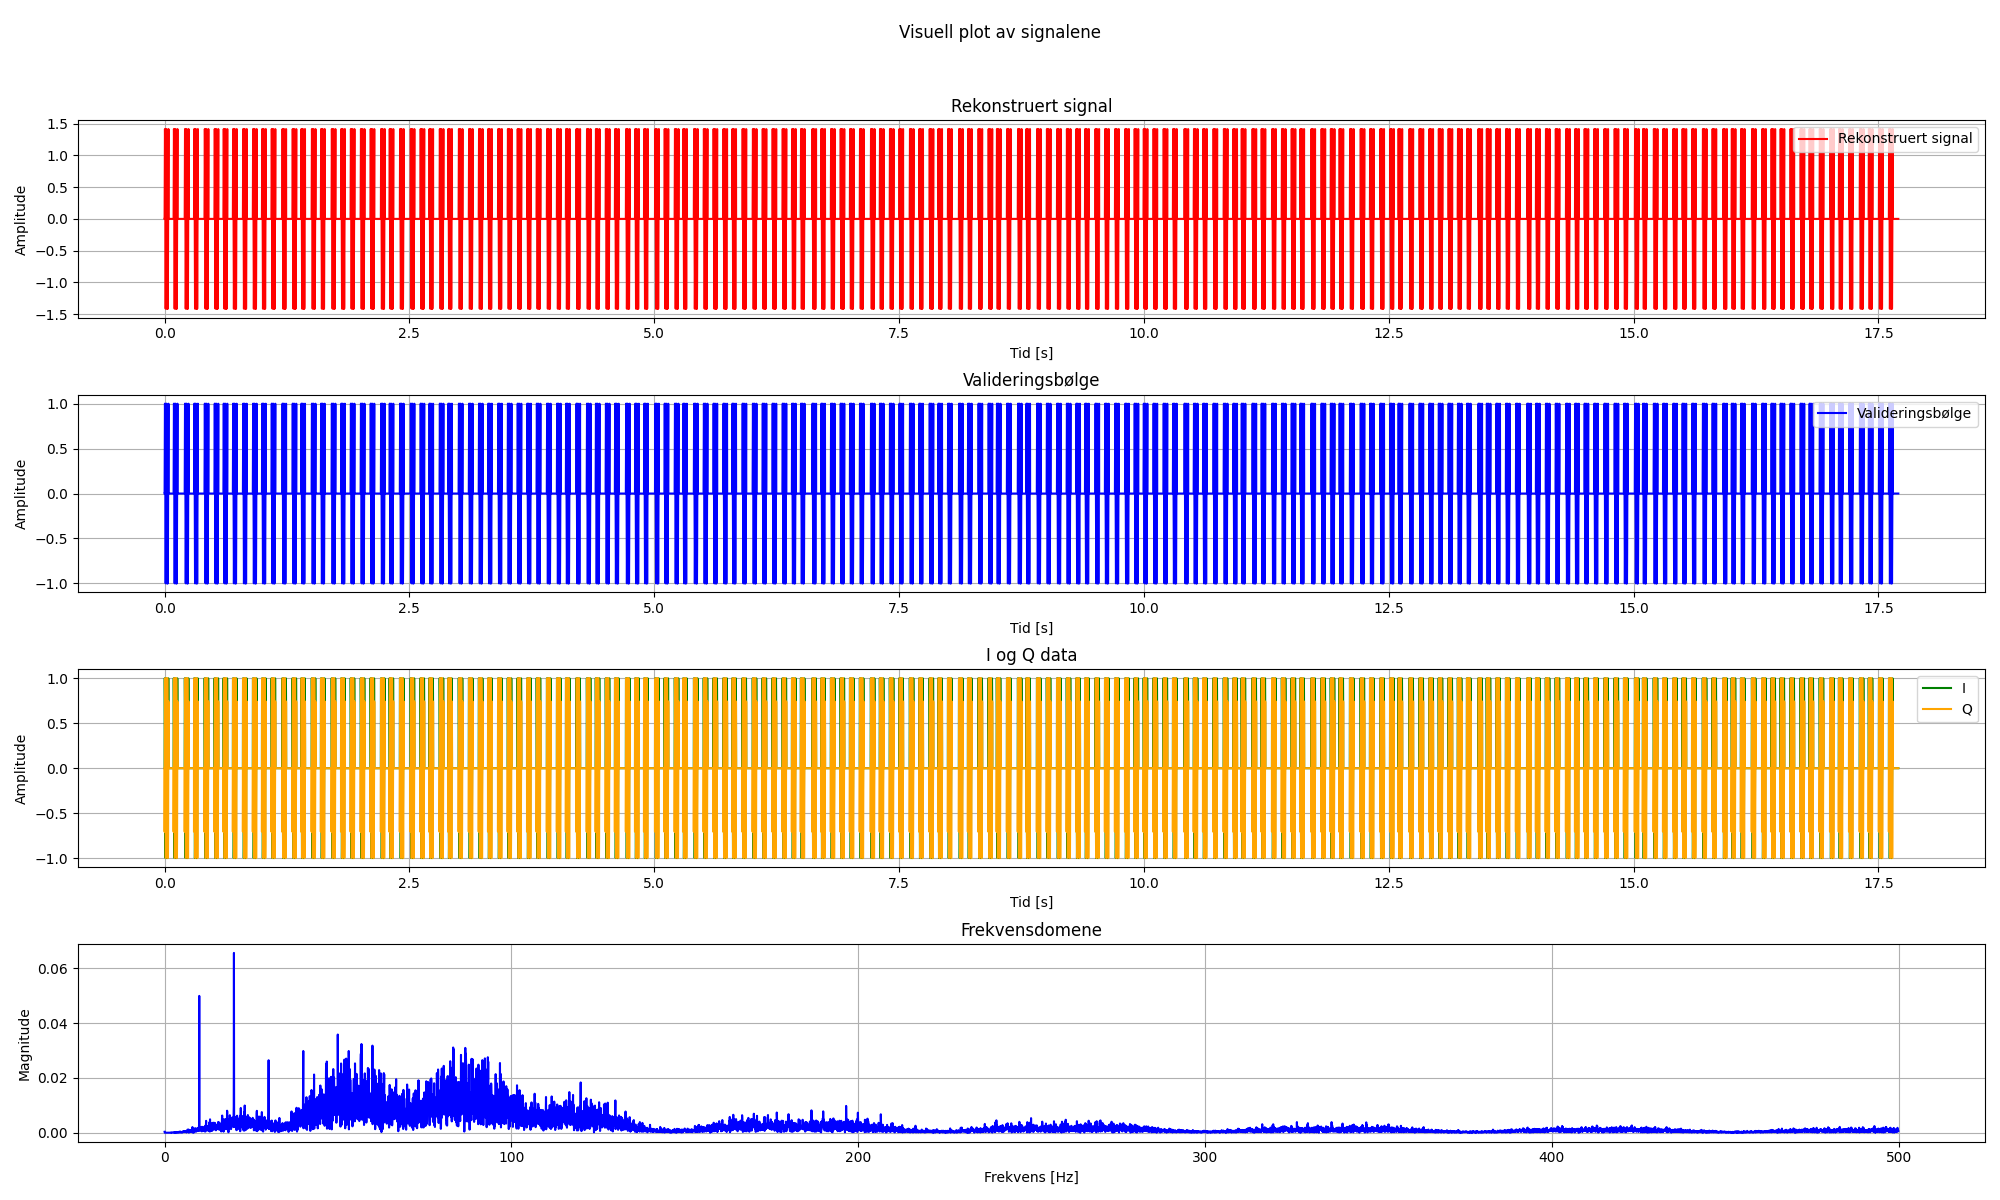 Visuell plot av signalene
Rekonstruert signal
1.5
1.0
0.5
0.0
−0.5
−1.0
−1.5
Amplitude
Rekonstruert signal
0.0 2.5 5.0 7.5 10.0 12.5 15.0 17.5
Tid [s]
Valideringsbølge
1.0
0.5
0.0
−0.5
−1.0
Amplitude
Valideringsbølge
0.0 2.5 5.0 7.5 10.0 12.5 15.0 17.5
Tid [s]
I og Q data
1.0
0.5
0.0
−0.5
−1.0
Amplitude
I
Q
0.0 2.5 5.0 7.5 10.0 12.5 15.0 17.5
Tid [s]
Frekvensdomene
0.06
0.04
0.02
0.00
Magnitude
0 100 200 300 400 500
Frekvens [Hz]